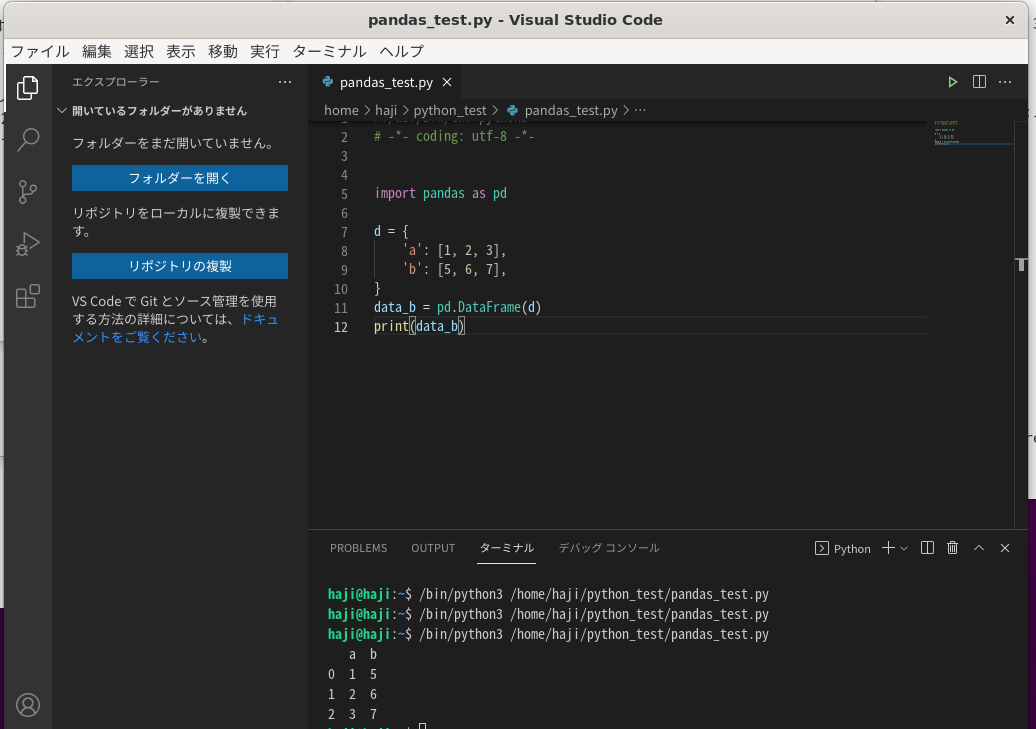 pandas_test.py - Visual Studio Code
ファイル 編集 選択 表示 移動 実行 ターミナル ヘルプ
エクスプローラー
開いているフォルダーがありません
フォルダーをまだ開いていません。
フォルダーを開く
リポジトリをローカルに複製できま
す。
リポジトリの複製
VS Code で Git とソース管理を使用
する方法の詳細については、ドキュ
メントをご覧ください。
pandas_test.py
home > haji > python_test > pandas_test.py > ...
2 # -*- coding: utf-8 -*-
3
4
5 import pandas as pd
6
7 d = {
8 'a': [1, 2, 3],
9 'b': [5, 6, 7],
10 }
11 data_b = pd.DataFrame(d)
12 print(data_b)
PROBLEMS OUTPUT ターミナル デバッグ コンソール
Python
haji@haji:~$ /bin/python3 /home/haji/python_test/pandas_test.py
haji@haji:~$ /bin/python3 /home/haji/python_test/pandas_test.py
haji@haji:~$ /bin/python3 /home/haji/python_test/pandas_test.py
a b
0 1 5
1 2 6
2 3 7